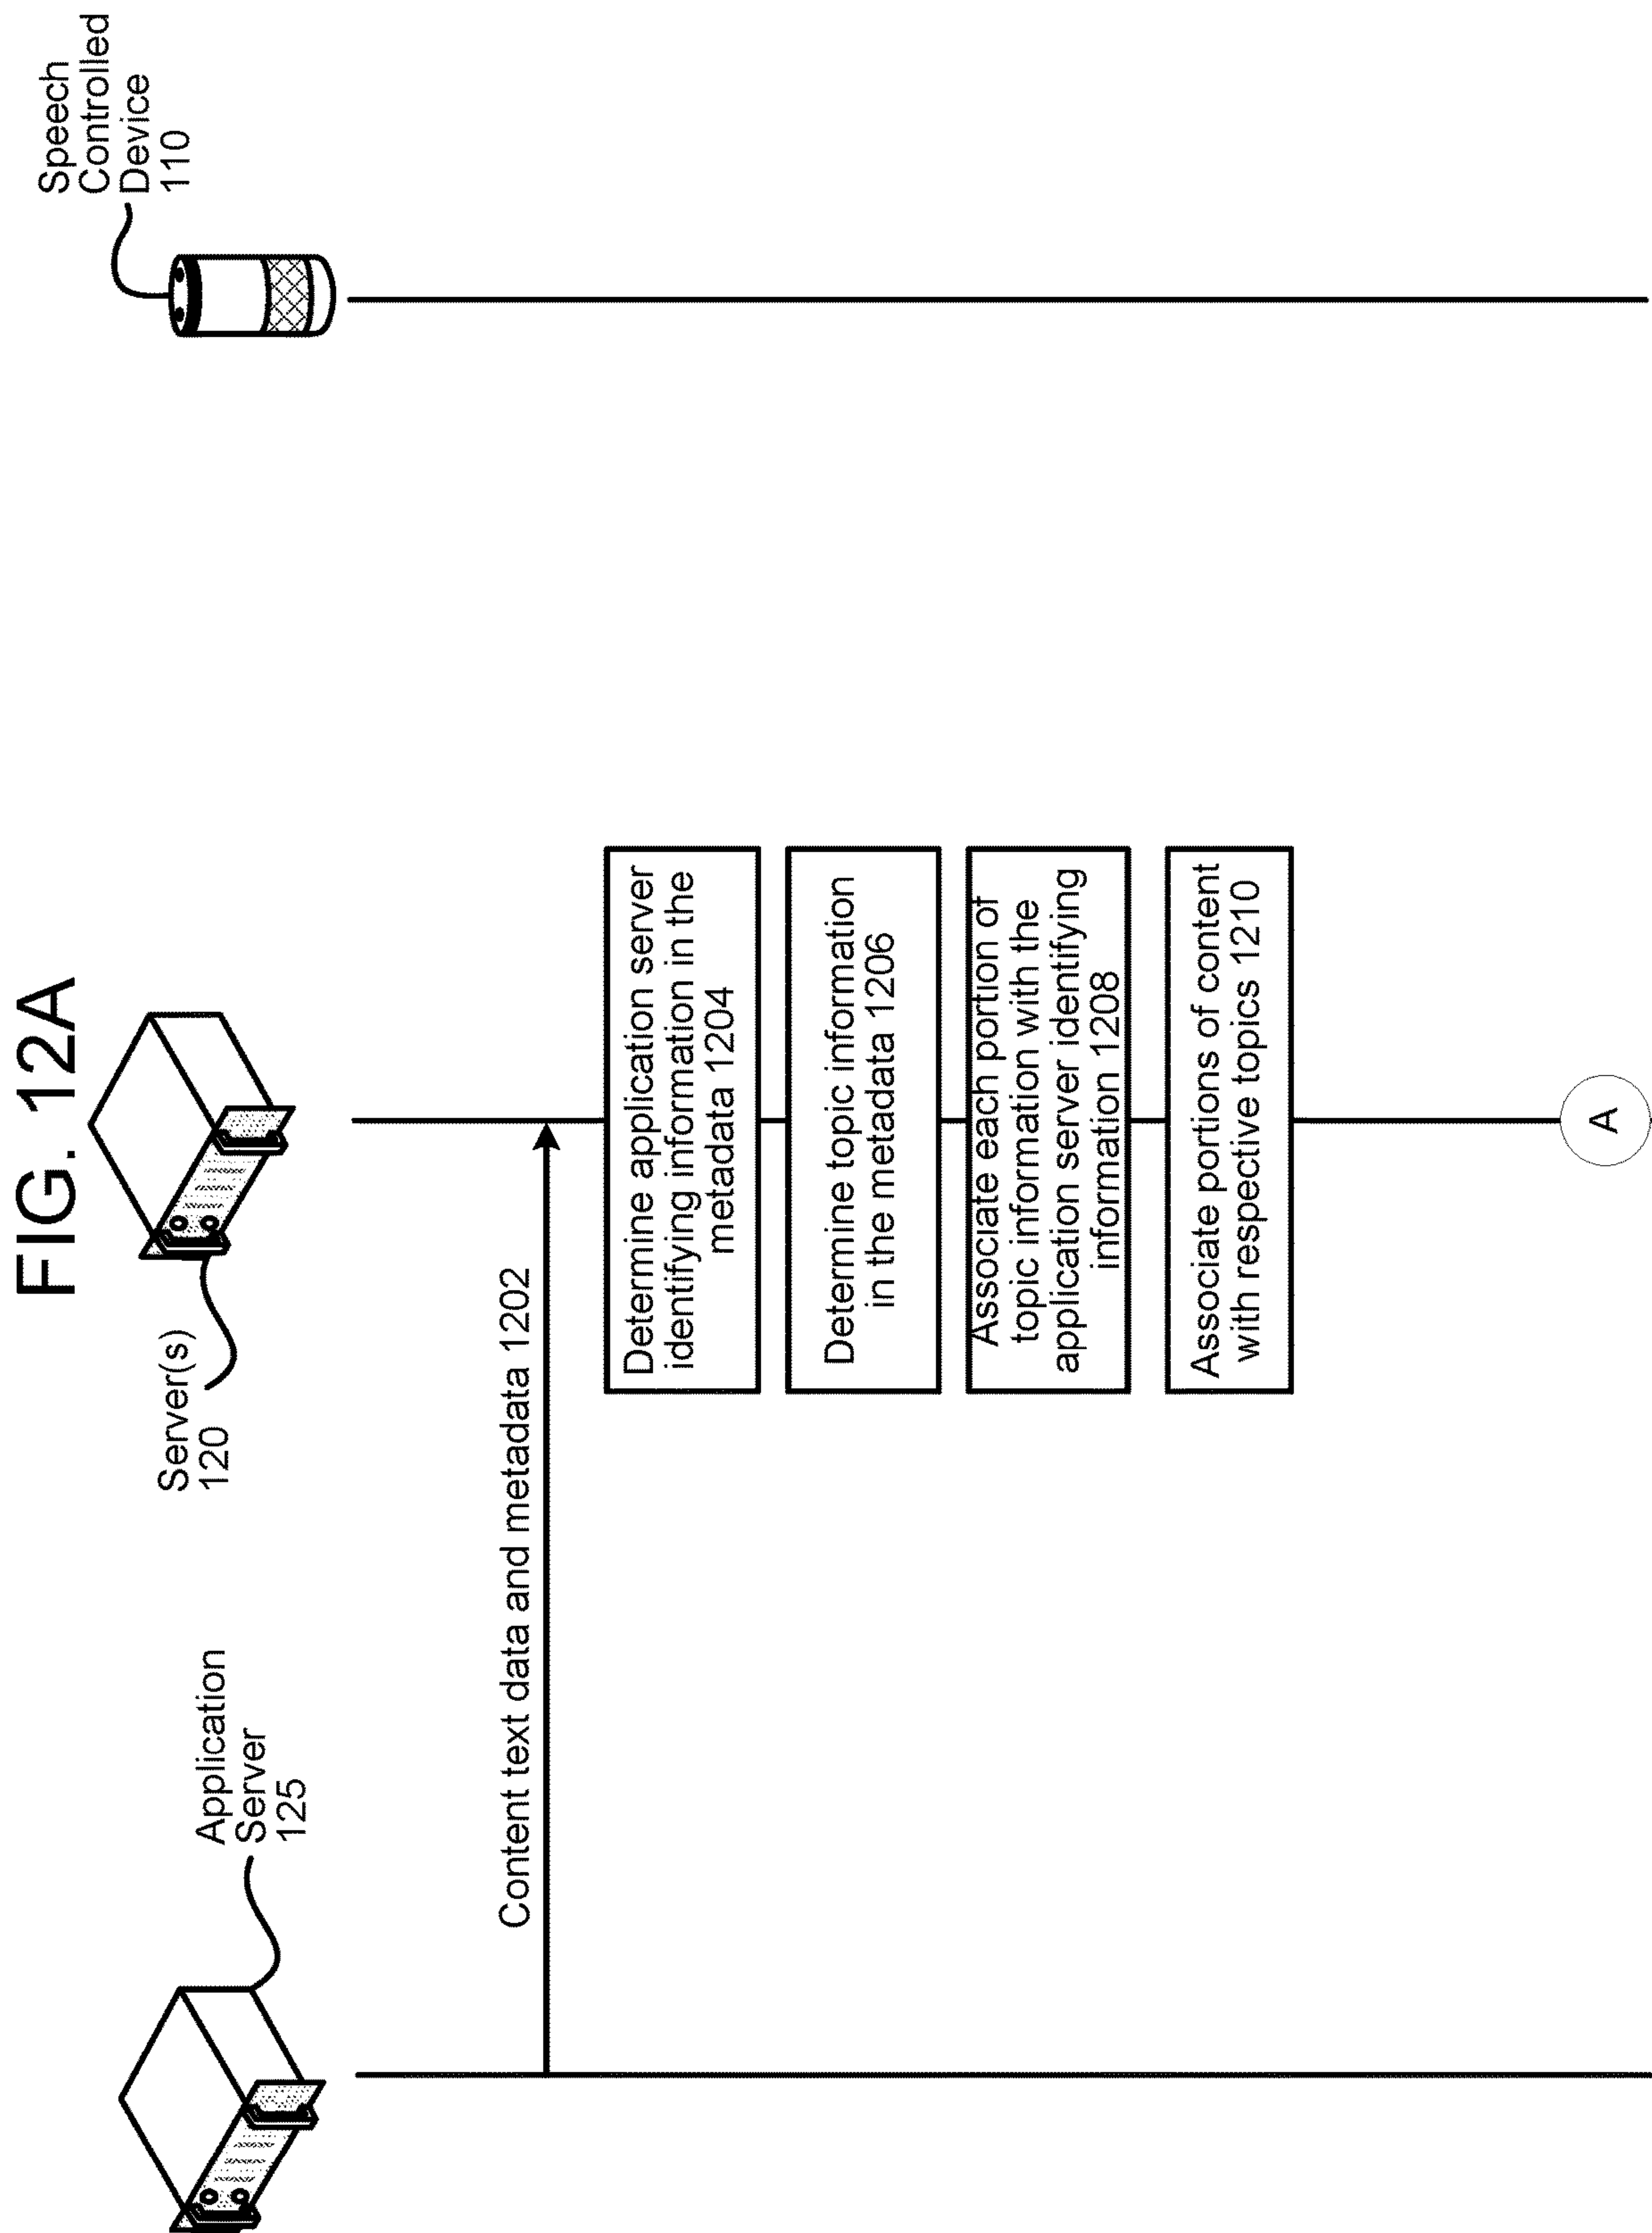 FIG. 12A
Application
Server
125
Server(s)
120
Speech
Controlled
Device
110
Content text data and metadata 1202
Determine application server
identifying information in the
metadata 1204
Determine topic information
in the metadata 1206
Associate each portion of
topic information with the
application server identifying
information 1208
Associate portions of content
with respective topics 1210
A